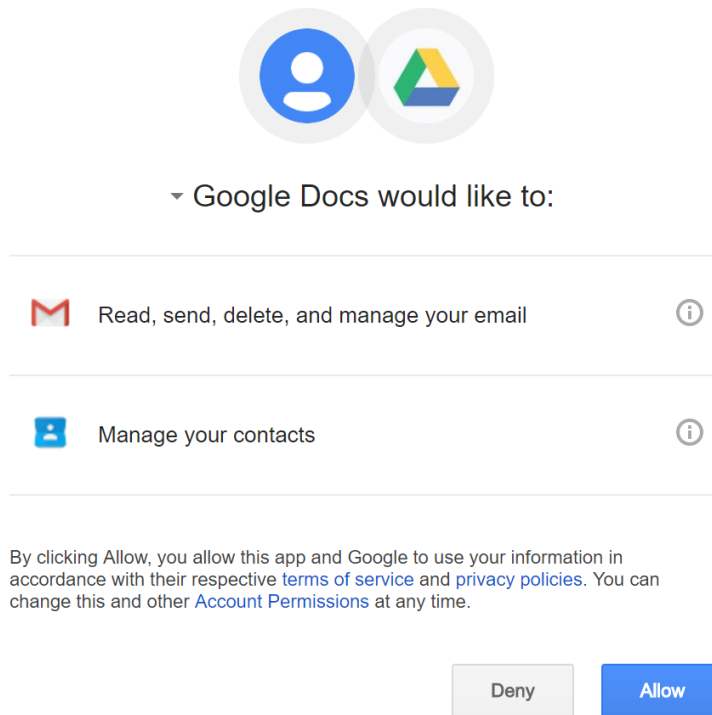 Google Docs would like to:
Read, send, delete, and manage your email
Manage your contacts
By clicking Allow, you allow this app and Google to use your information in
accordance with their respective terms of service and privacy policies. You can
change this and other Account Permissions at any time.
Deny
Allow